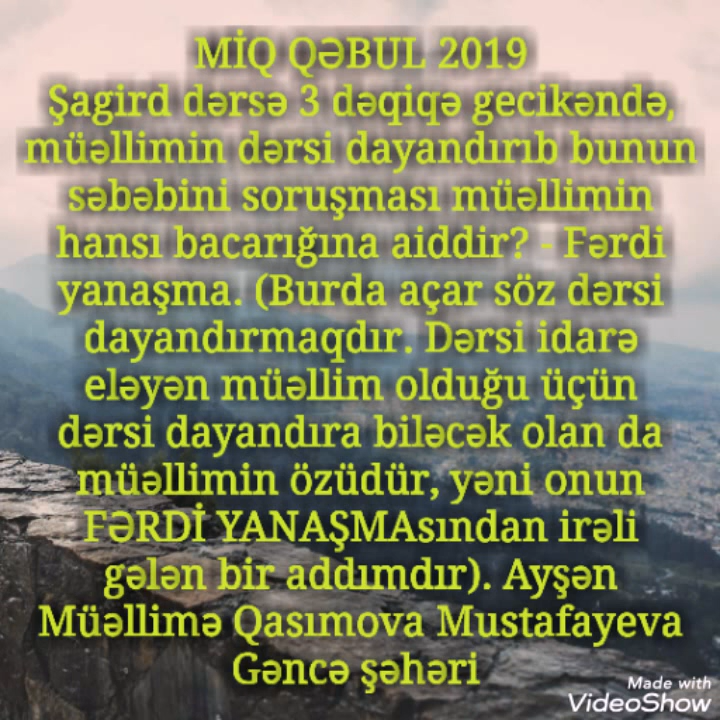 MİQ QƏBUL 2019
Şagird dərsə 3 dəqiqə gecikəndə,
müəllimin dərsi dayandırıb bunun
səbəbini soruşması müəllimin
hansı bacarığına aiddir? - Fərdi
yanaşma. (Burda açar söz dərsi
dayandırmaqdır. Dərsi idarə
eləyən müəllim olduğu üçün
dərsi dayandıra biləcək olan da
müəllimin özüdür, yəni onun
FƏRDİ YANAŞMAsından irəli
gələn bir addımdır). Ayşən
Müəllimə Qasımova Mustafayeva
Gəncə şəhəri
Made with
VideoShow